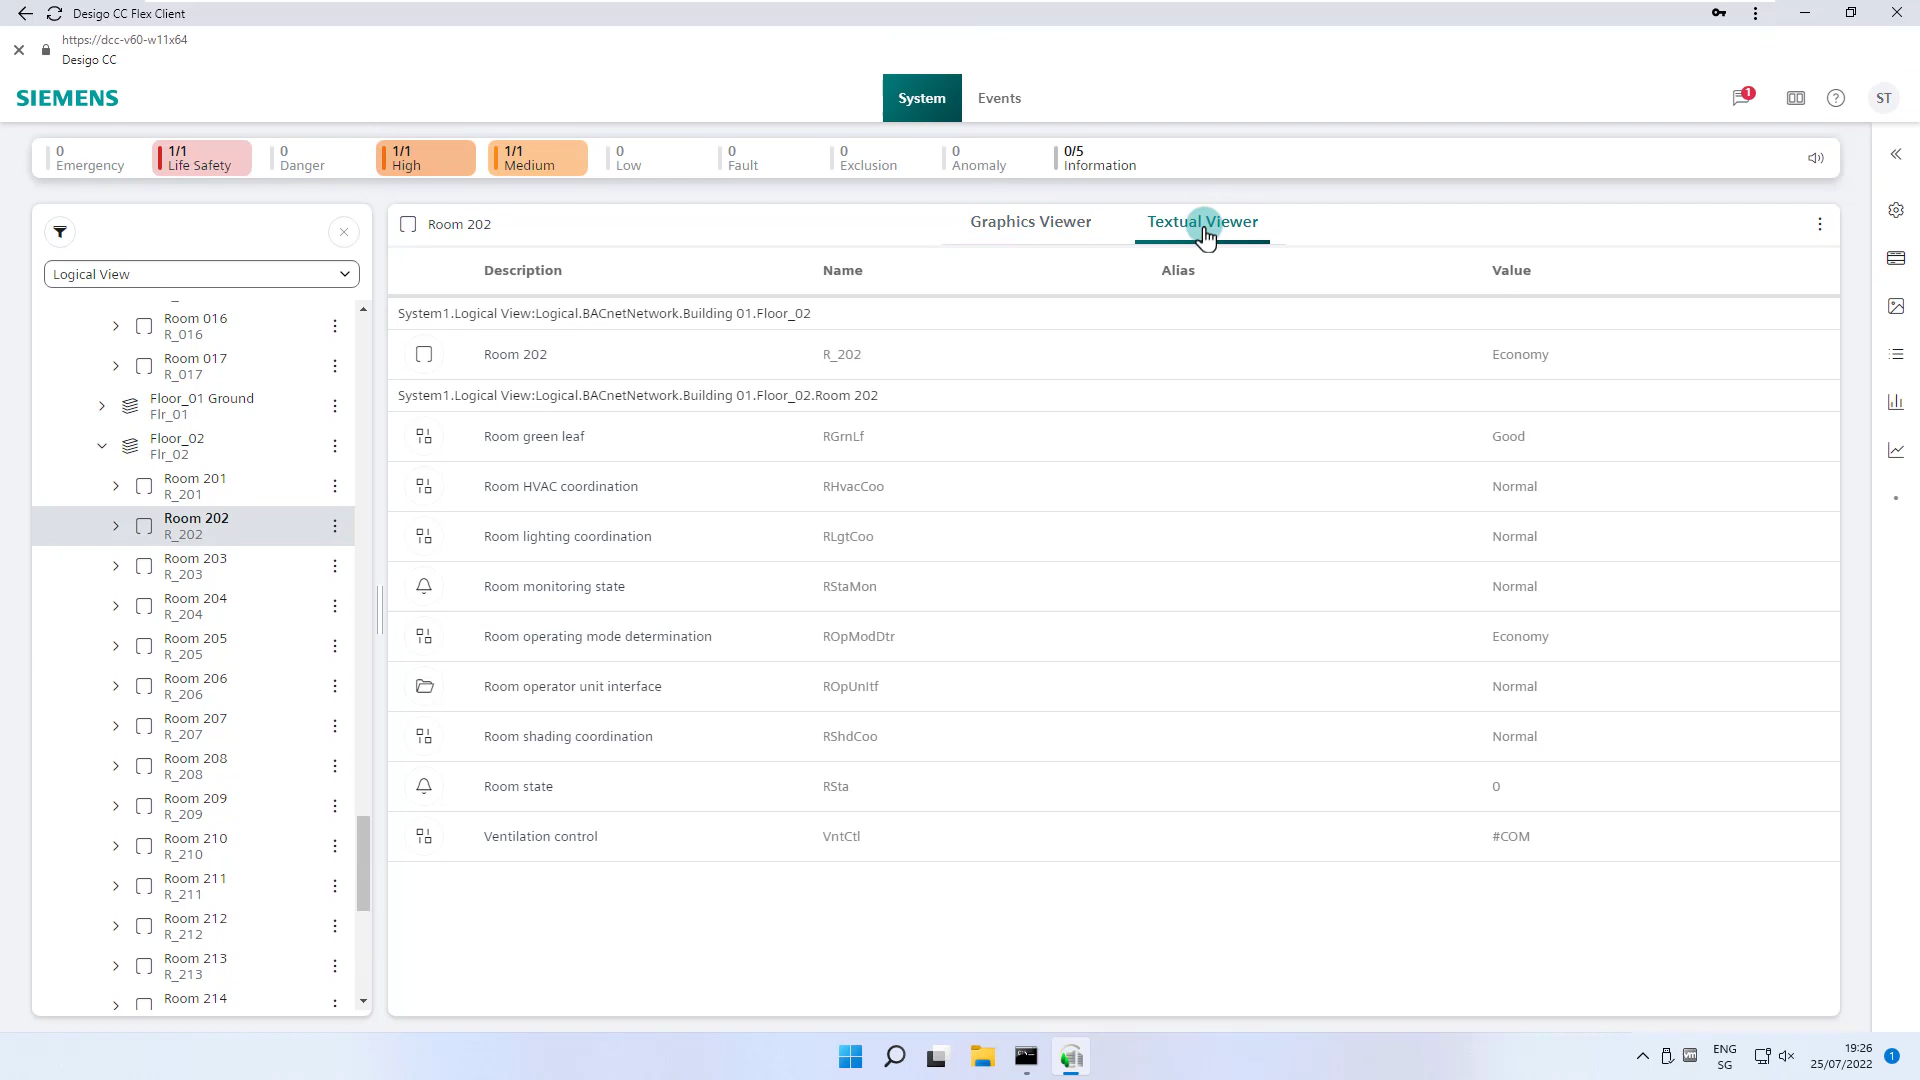 Desigo CC Flex Client
https://dcc-v60-w11x64
Desigo CC
SIEMENS
System
Events
1
ST
0
Emergency
1/1
Life Safety
0
Danger
1/1
High
1/1
Medium
0
Low
0
Fault
0
Exclusion
0
Anomaly
0/5
Information
Logical View
Room 016
R_016
Room 017
R_017
Floor_01 Ground
Flr_01
Floor_02
Flr_02
Room 201
R_201
Room 202
R_202
Room 203
R_203
Room 204
R_204
Room 205
R_205
Room 206
R_206
Room 207
R_207
Room 208
R_208
Room 209
R_209
Room 210
R_210
Room 211
R_211
Room 212
R_212
Room 213
R_213
Room 214
Room 202
Graphics Viewer
Textual Viewer
Description Name Alias Value
System1.Logical View:Logical.BACnetNetwork.Building 01.Floor_02
Room 202 R_202 Economy
System1.Logical View:Logical.BACnetNetwork.Building 01.Floor_02.Room 202
Room green leaf RGrnLf Good
Room HVAC coordination RHvacCoo Normal
Room lighting coordination RLgtCoo Normal
Room monitoring state RStaMon Normal
Room operating mode determination ROpModDtr Economy
Room operator unit interface ROpUnItf Normal
Room shading coordination RShdCoo Normal
Room state RSta 0
Ventilation control VntCtl #COM
ENG
SG
19:26
25/07/2022
1